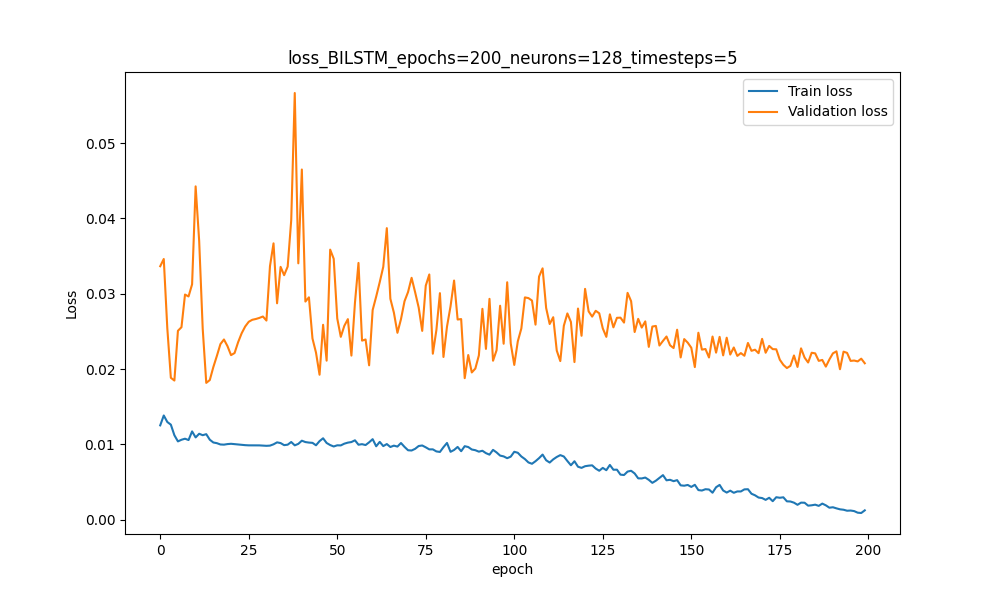 loss_BILSTM_epochs=200_neurons=128_timesteps=5
Train loss
Validation loss
0.05
0.04
0.03
0.02
0.01
0.00
Loss
0 25 50 75 100 125 150 175 200
epoch